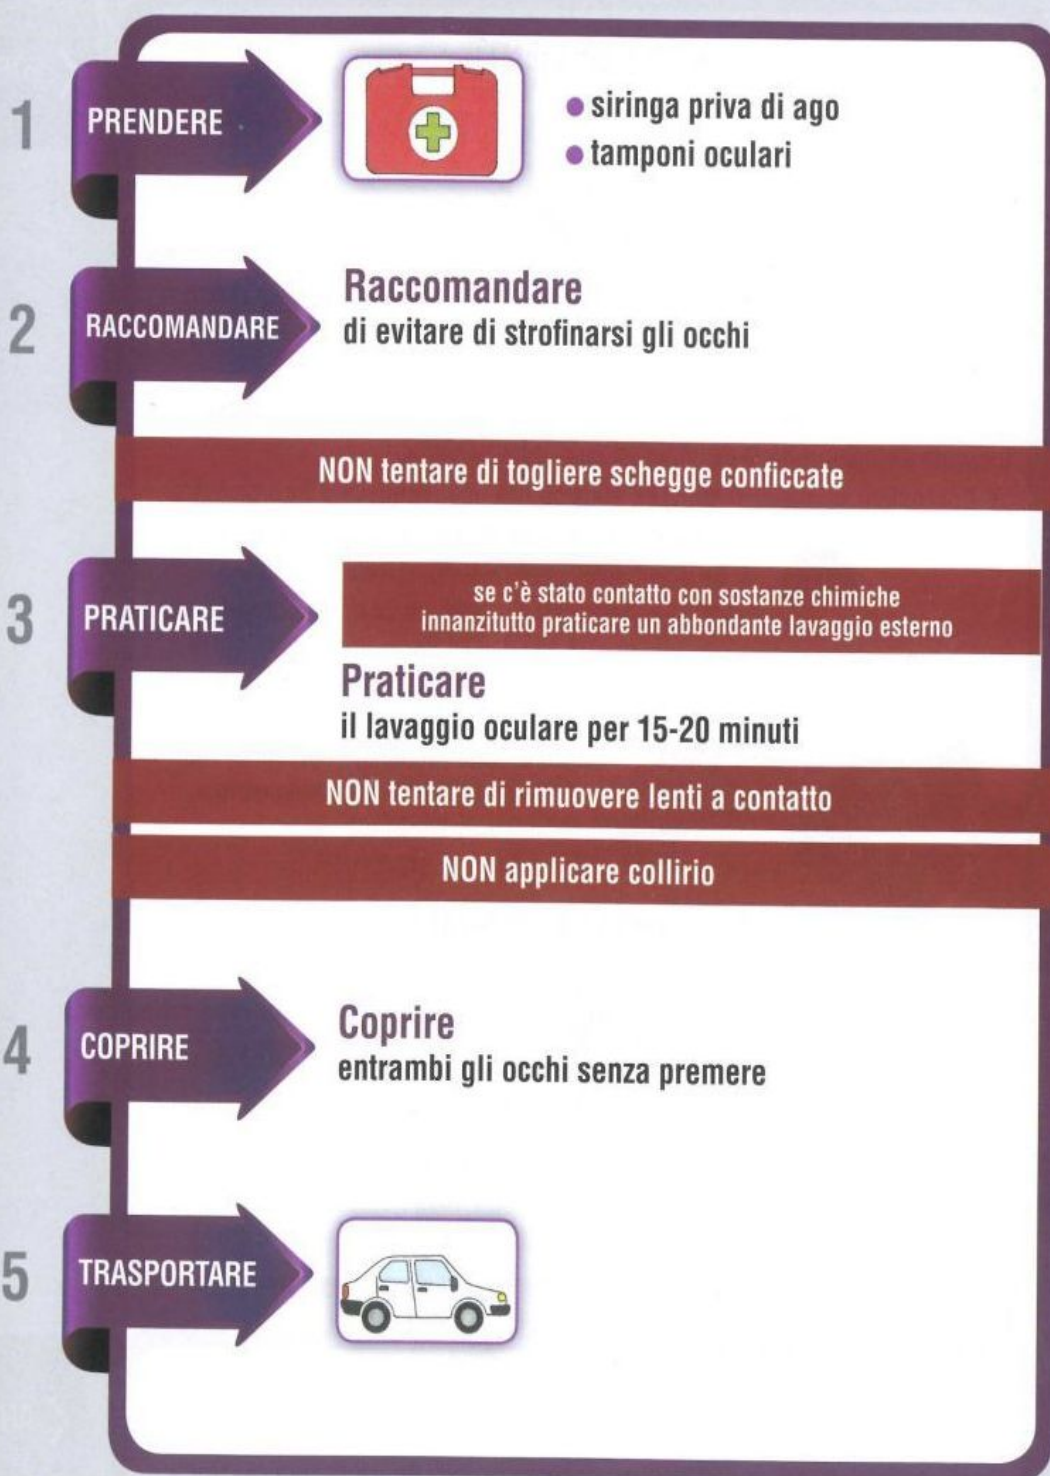 1
PRENDERE
• siringa priva di ago
• tamponi oculari
2
RACCOMANDARE
Raccomandare
di evitare di strofinarsi gli occhi
NON tentare di togliere schegge conficcate
3
PRATICARE
se c'è stato contatto con sostanze chimiche
innanzitutto praticare un abbondante lavaggio esterno
Praticare
il lavaggio oculare per 15-20 minuti
NON tentare di rimuovere lenti a contatto
NON applicare collirio
4
COPRIRE
Coprire
entrambi gli occhi senza premere
5
TRASPORTARE